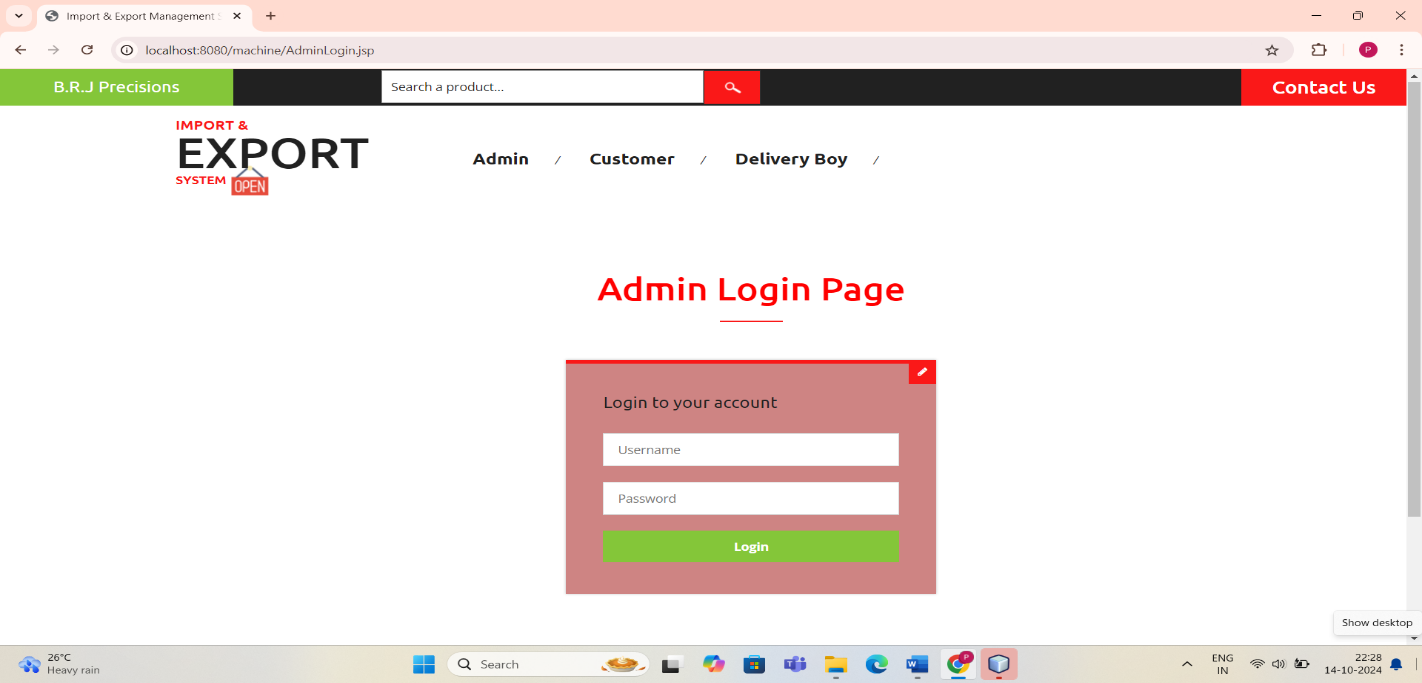 Import & Export Management
localhost:8080/machine/AdminLogin.jsp
P
B.R.J Precisions
Search a product...
Contact Us
IMPORT &
EXPORT
SYSTEM OPEN
Admin / Customer / Delivery Boy /
Admin Login Page
Login to your account
Username
Password
Login
Show desktop
26°C
Heavy rain
Search
W
P
ENG
IN
22:28
14-10-2024